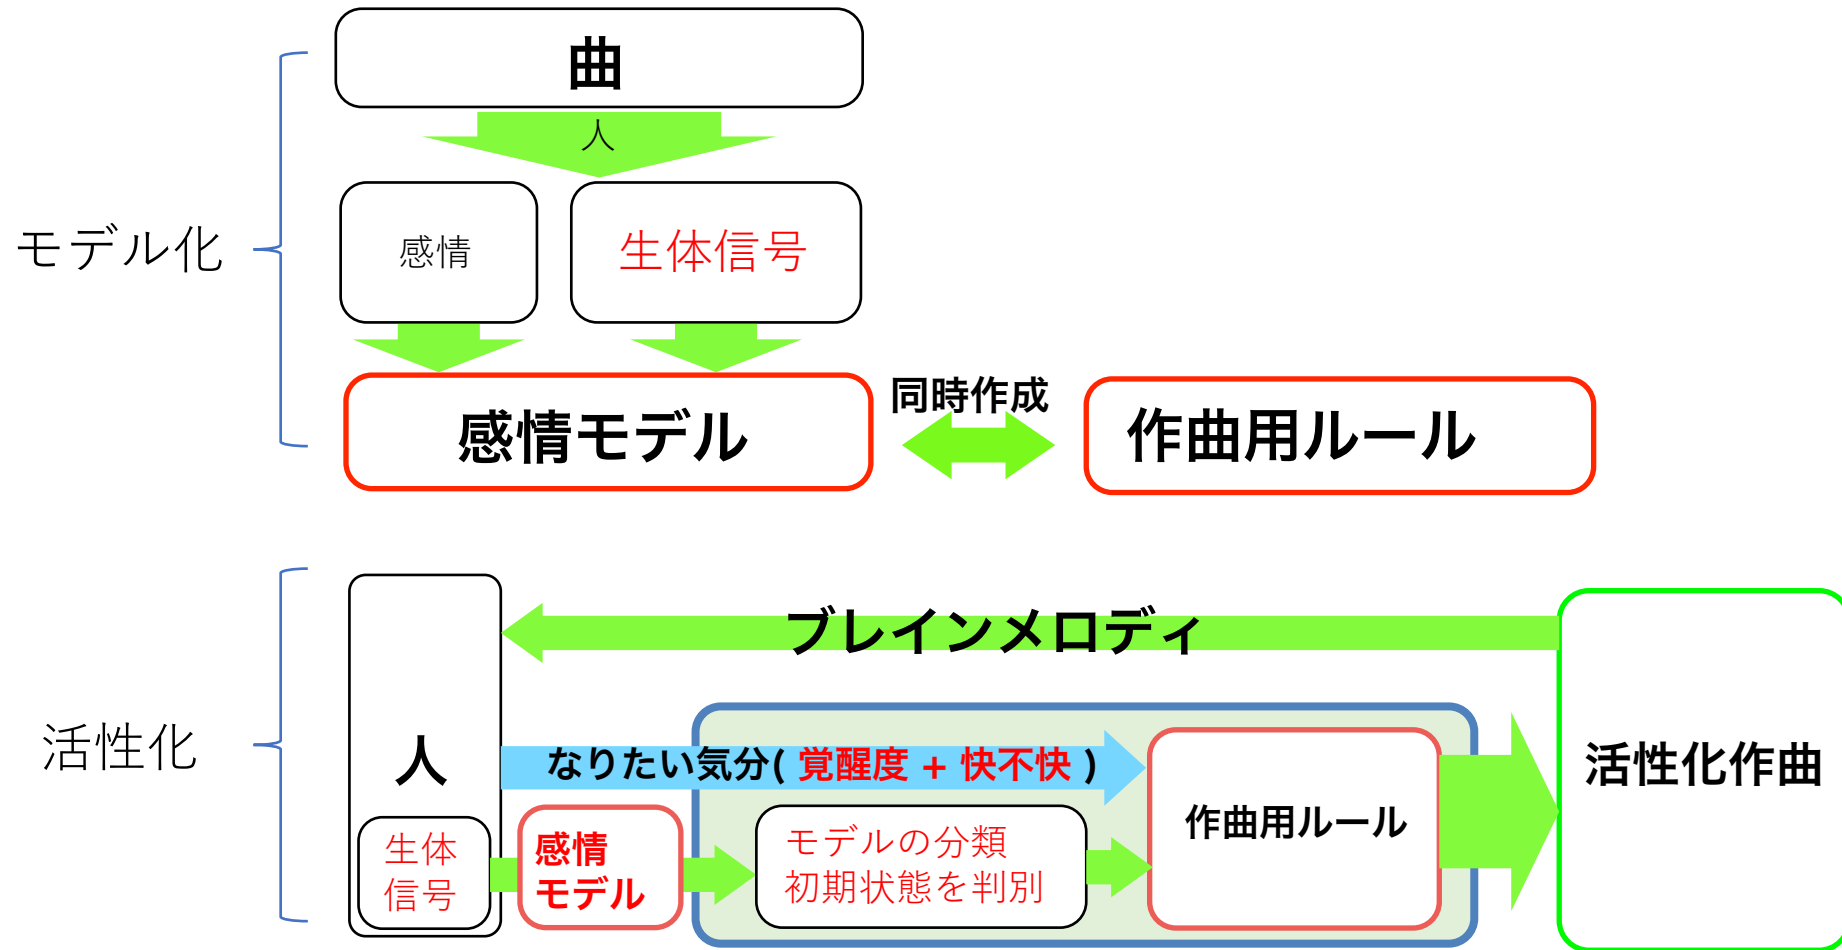 曲
人
モデル化
感情
生体信号
感情モデル
同時作成
作曲用ルール
活性化
ブレインメロディ
人
なりたい気分( 覚醒度 + 快不快 )
生体
信号
感情
モデル
モデルの分類
初期状態を判別
作曲用ルール
活性化作曲